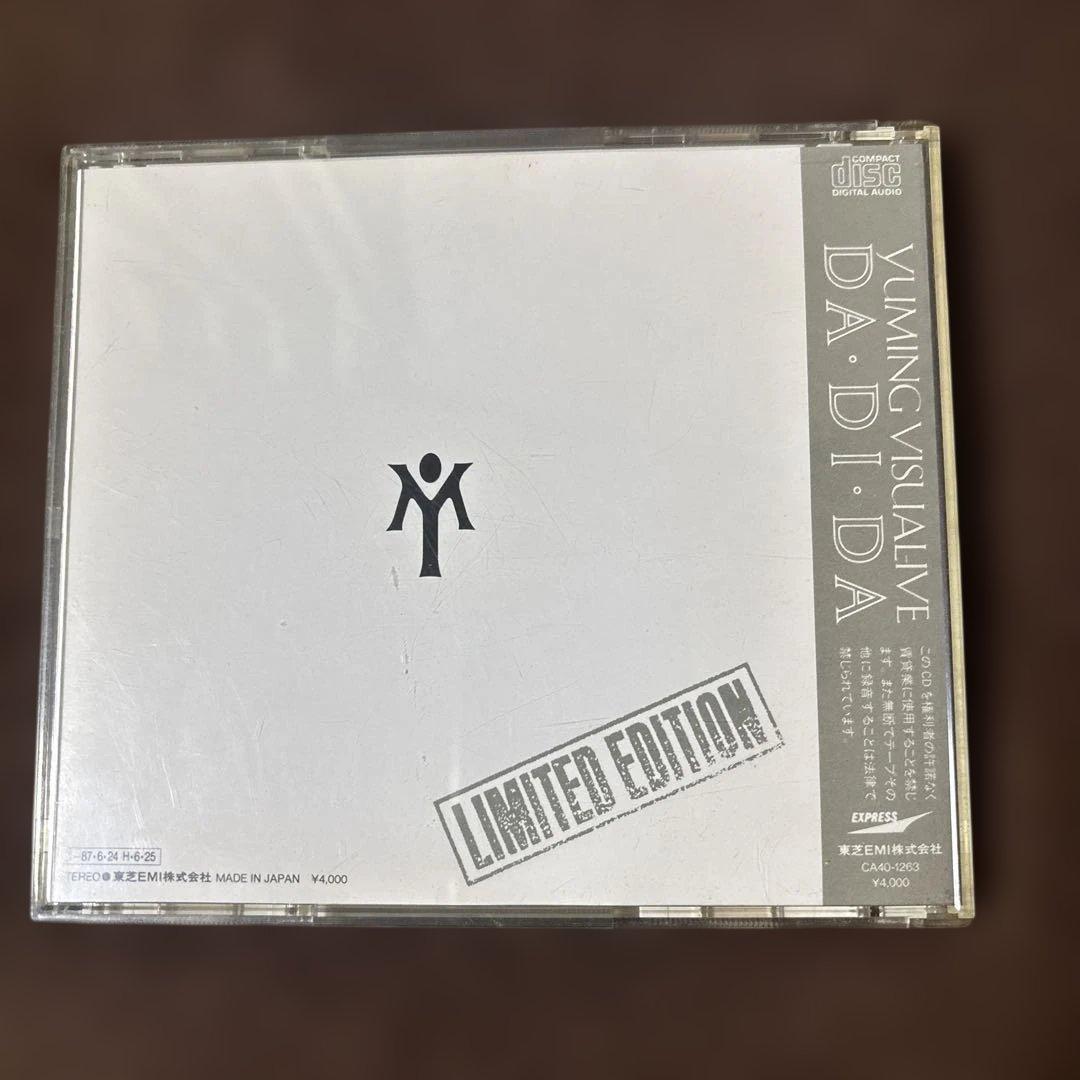 COMPACT
disc
DIGITAL AUDIO
YUMING VISUALIVE
DA・DI・DA
このCDを権利者の許諾なく
賃貸業に使用することを禁じ
ます。また無断でテープその
他に録音することは法律で
禁じられています。
EXPRESS
東芝EMI株式会社
CA40-1263
¥4,000
LIMITED EDITION
-87・6・24 H・6・25
TEREO● 東芝EMI株式会社 MADE IN JAPAN ¥4,000